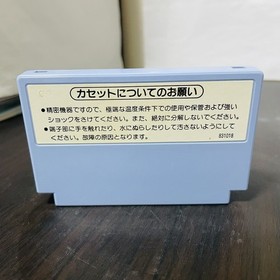 カセットについてのお願い
●精密機器ですので、極端な温度条件下での使用や保管および強い
ショックをさけてください。また、絶対に分解しないでください。
●端子部に手を触れたり、水にぬらしたりして汚さないようにして
ください。故障の原因となります。
831018